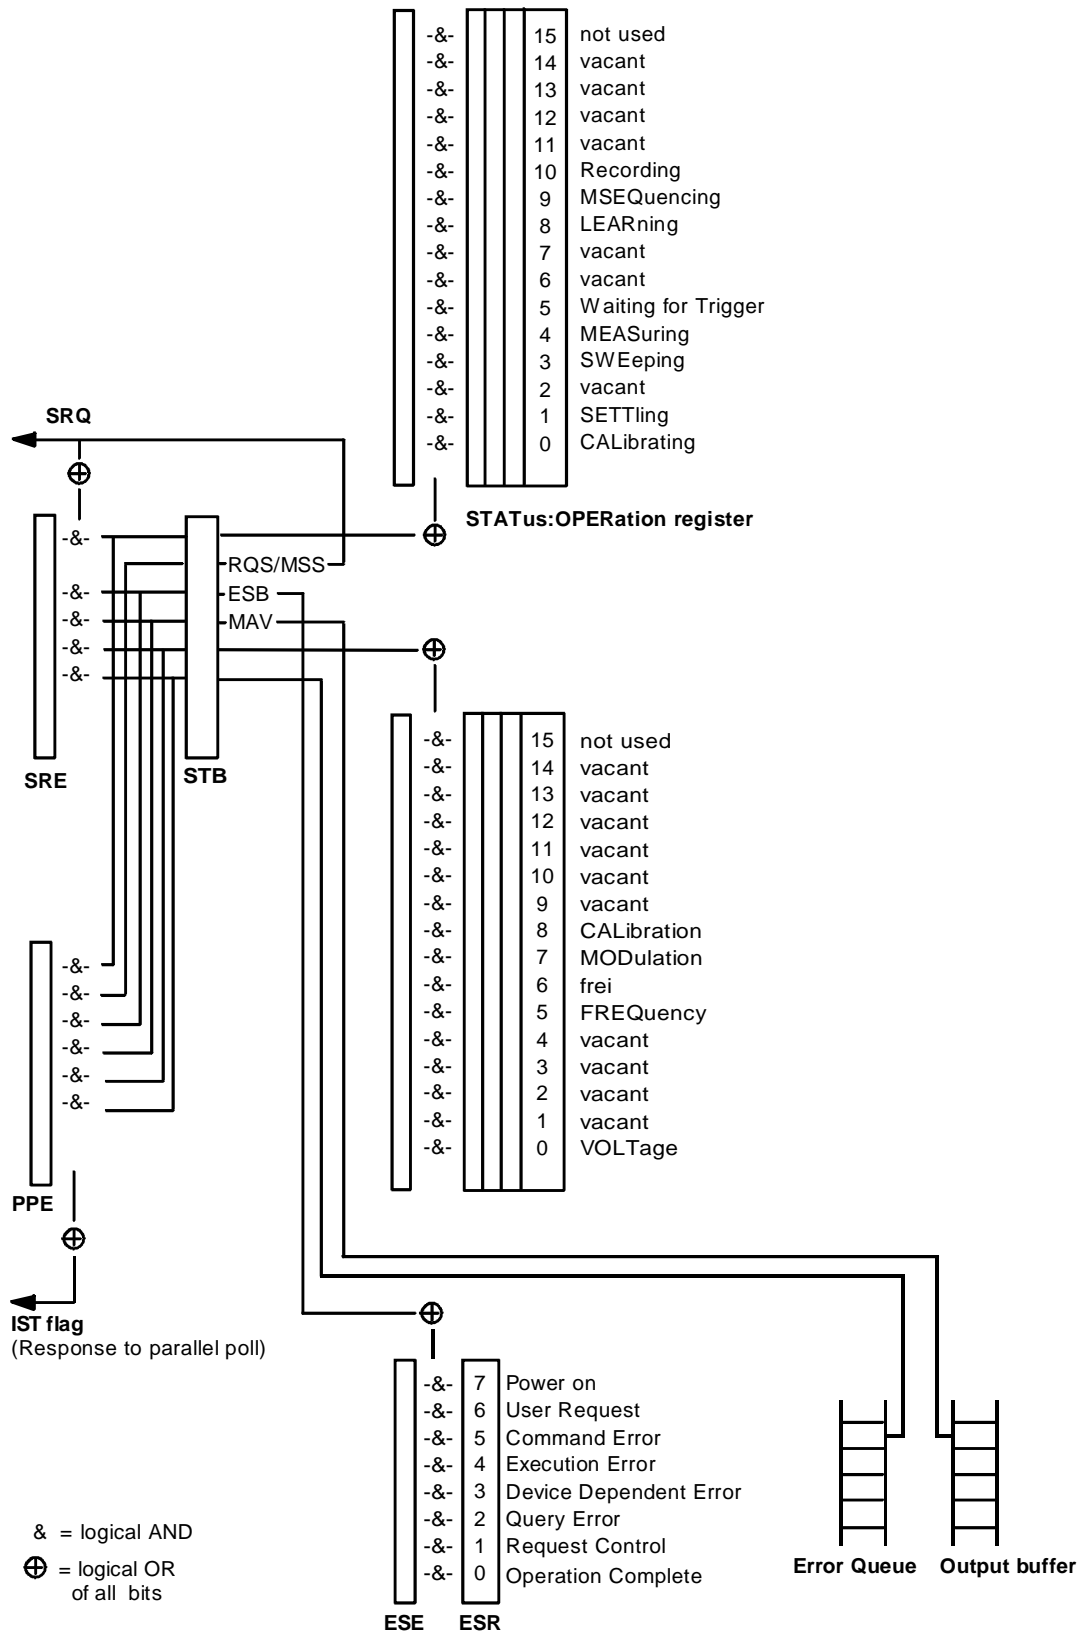 -&- 15 not used
-&- 14 vacant
-&- 13 vacant
-&- 12 vacant
-&- 11 vacant
-&- 10 Recording
-&- 9 MSEQuencing
-&- 8 LEARning
-&- 7 vacant
-&- 6 vacant
-&- 5 Waiting for Trigger
-&- 4 MEASuring
-&- 3 SWEeping
-&- 2 vacant
-&- 1 SETTling
-&- 0 CALibrating
STATus:OPERation register
SRQ
-&-
-&-
-&-
-&-
-&-
RQS/MSS
ESB
MAV
SRE
STB
-&- 15 not used
-&- 14 vacant
-&- 13 vacant
-&- 12 vacant
-&- 11 vacant
-&- 10 vacant
-&- 9 vacant
-&- 8 CALibration
-&- 7 MODulation
-&- 6 frei
-&- 5 FREQuency
-&- 4 vacant
-&- 3 vacant
-&- 2 vacant
-&- 1 vacant
-&- 0 VOLTage
-&-
-&-
-&-
-&-
-&-
-&-
PPE
IST flag
(Response to parallel poll)
-&- 7 Power on
-&- 6 User Request
-&- 5 Command Error
-&- 4 Execution Error
-&- 3 Device Dependent Error
-&- 2 Query Error
-&- 1 Request Control
-&- 0 Operation Complete
ESE
ESR
Error Queue
Output buffer
& = logical AND
⊕ = logical OR
of all bits